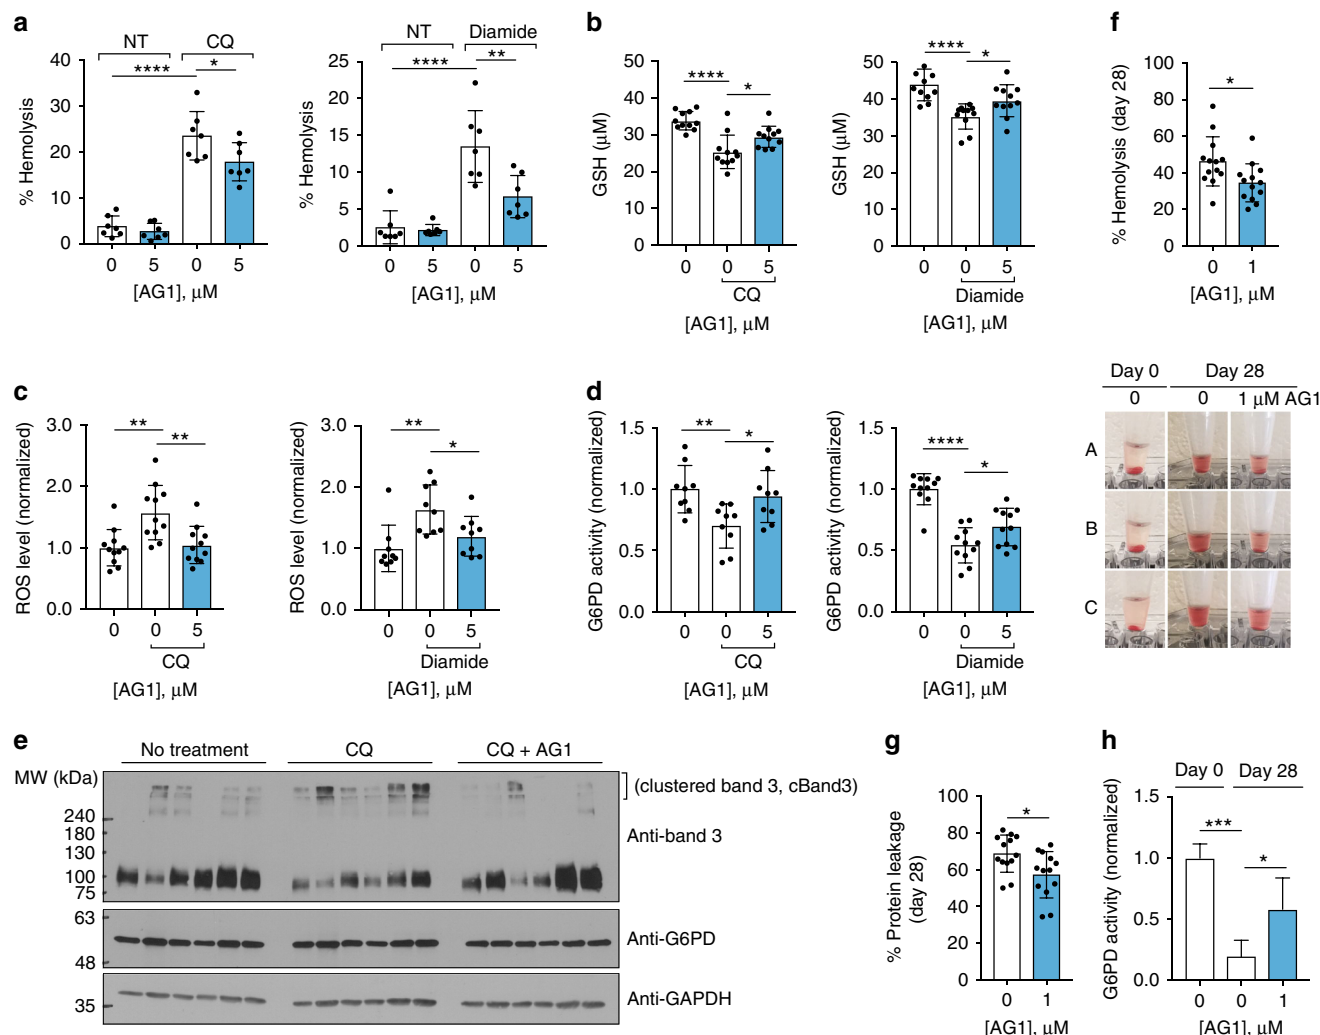 a
NT CQ
% Hemolysis
40
30
20
10
0
**** *
0 5 0 5
[AG1], μM
NT Diamide
% Hemolysis
25
20
15
10
5
0
**** **
0 5 0 5
[AG1], μM
b
GSH (μM)
50
40
30
20
10
0
**** *
0 0 5
CQ
[AG1], μM
GSH (μM)
50
40
30
20
10
0
**** *
0 0 5
Diamide
[AG1], μM
f
% Hemolysis (day 28)
100
80
60
40
20
0
*
0 1
[AG1], μM
Day 0 Day 28
0 0 1 μM AG1
A
B
C
c
ROS level (normalized)
3.0
2.0
1.0
0.0
** **
0 0 5
CQ
[AG1], μM
ROS level (normalized)
3.0
2.0
1.0
0.0
** *
0 0 5
Diamide
[AG1], μM
d
G6PD activity (normalized)
1.5
1.0
0.5
0.0
** *
0 0 5
CQ
[AG1], μM
G6PD activity (normalized)
1.5
1.0
0.5
0.0
**** *
0 0 5
Diamide
[AG1], μM
e
No treatment CQ CQ + AG1
MW (kDa)
240
180
130
100
75
63
48
35
(clustered band 3, cBand3)
Anti-band 3
Anti-G6PD
Anti-GAPDH
g
% Protein leakage
(day 28)
100
80
60
40
20
0
*
0 1
[AG1], μM
h
Day 0 Day 28
G6PD activity (normalized)
1.5
1.0
0.5
0.0
*** *
0 0 1
[AG1], μM